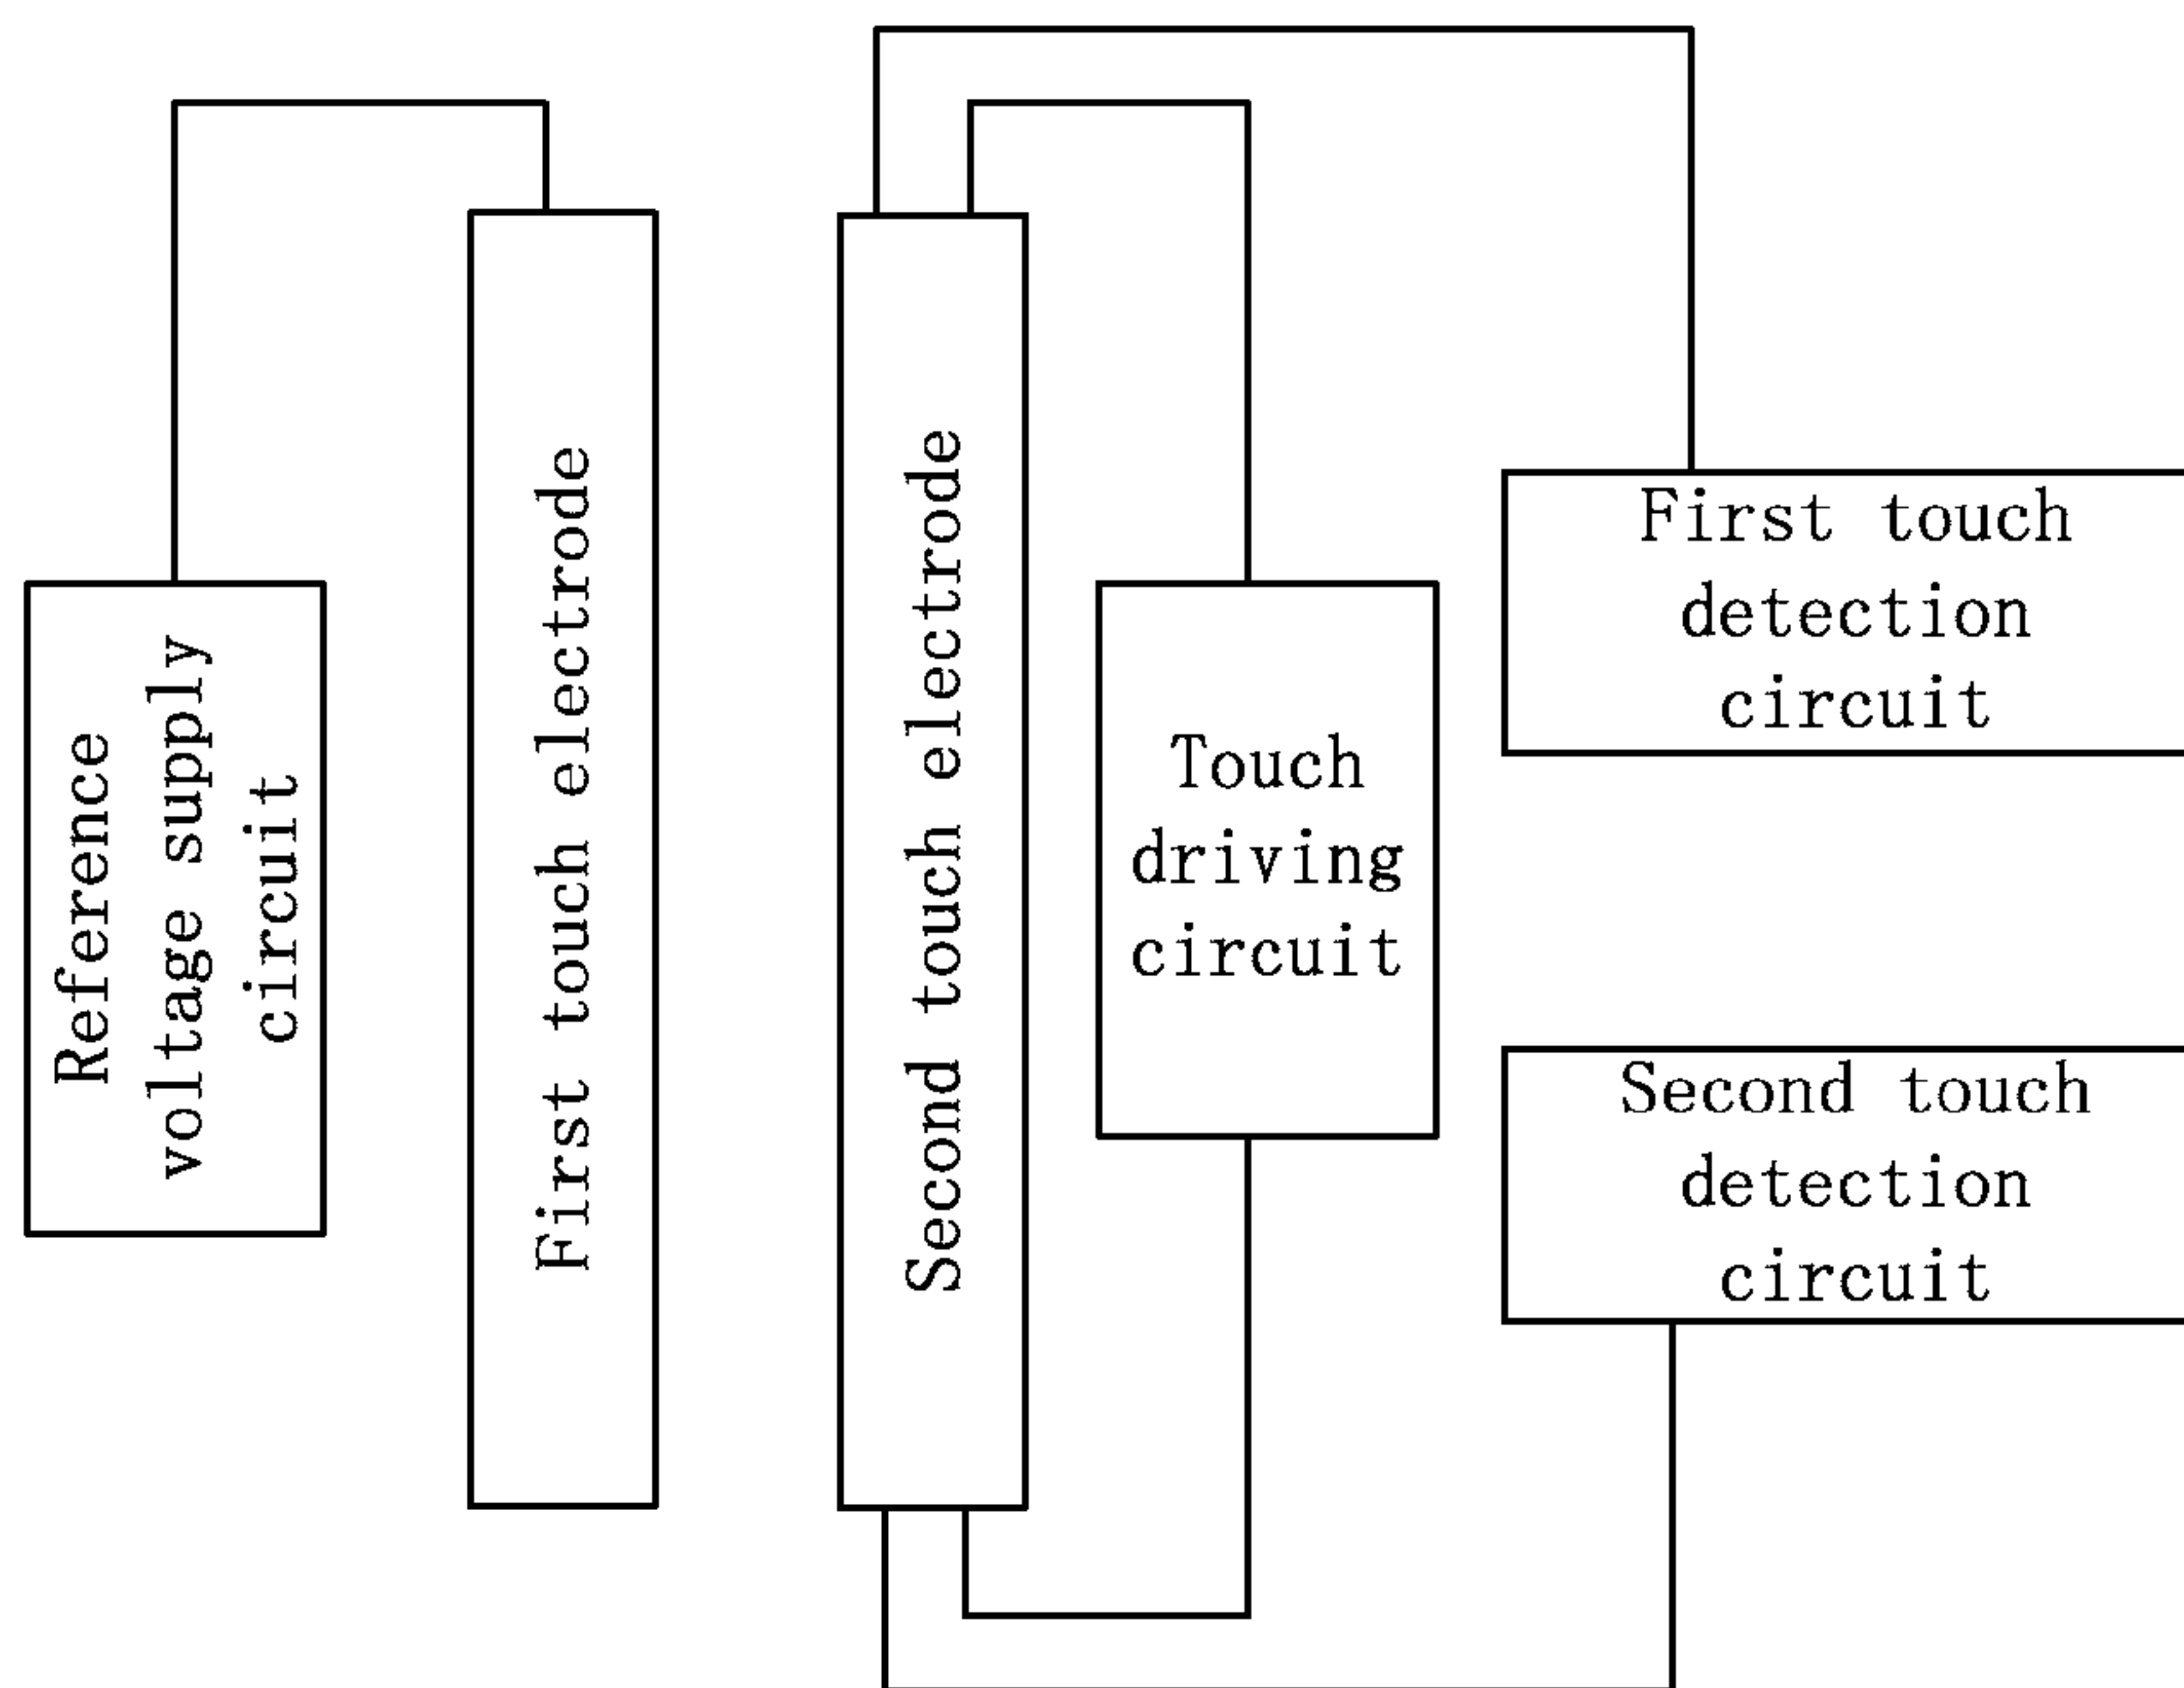 Reference
voltage supply
circuit
First touch electrode
Second touch electrode
Touch
driving
circuit
First touch
detection
circuit
Second touch
detection
circuit